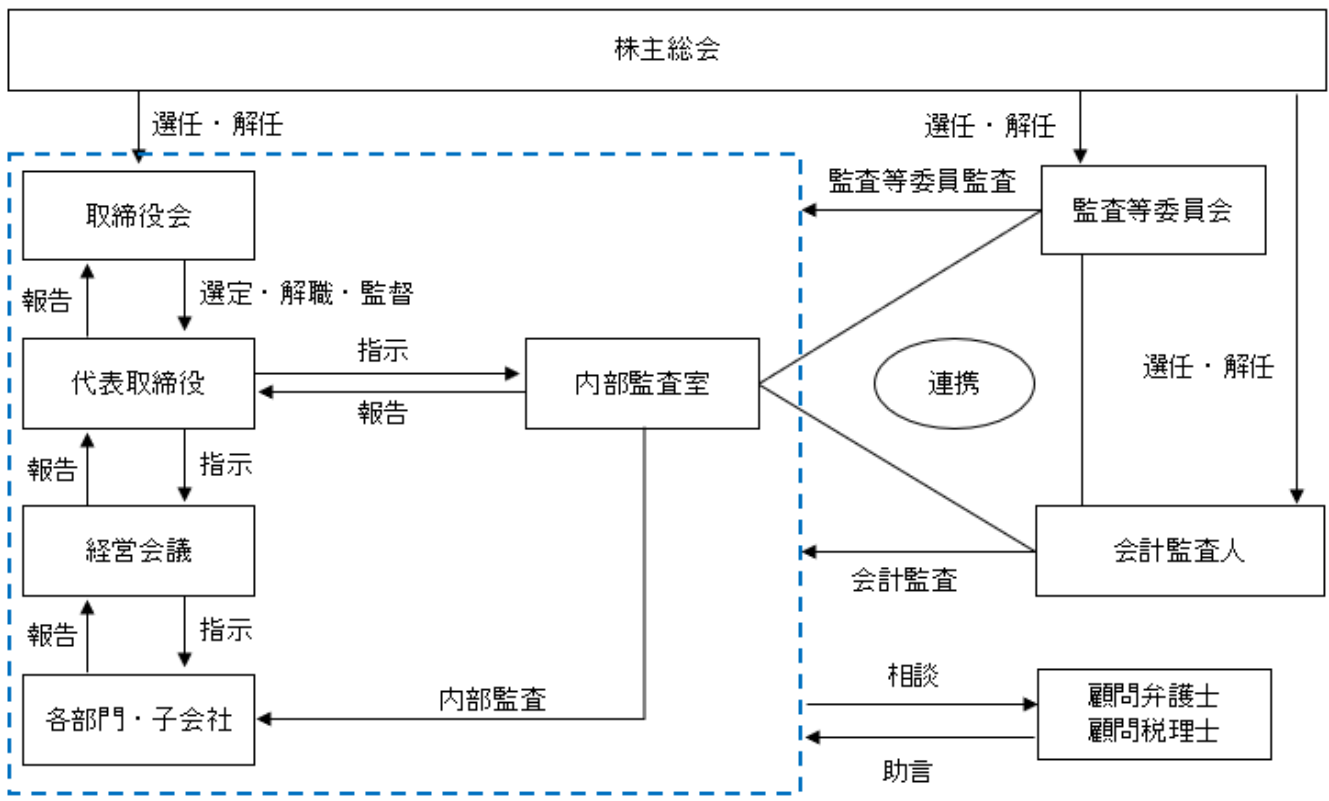 株主総会
選任・解任
選任・解任
監査等委員監査
取締役会
監査等委員会
報告
選定・解職・監督
指示
選任・解任
代表取締役
内部監査室
連携
報告
報告
指示
経営会議
会計監査人
会計監査
報告
指示
相談
内部監査
各部門・子会社
顧問弁護士
顧問税理士
助言